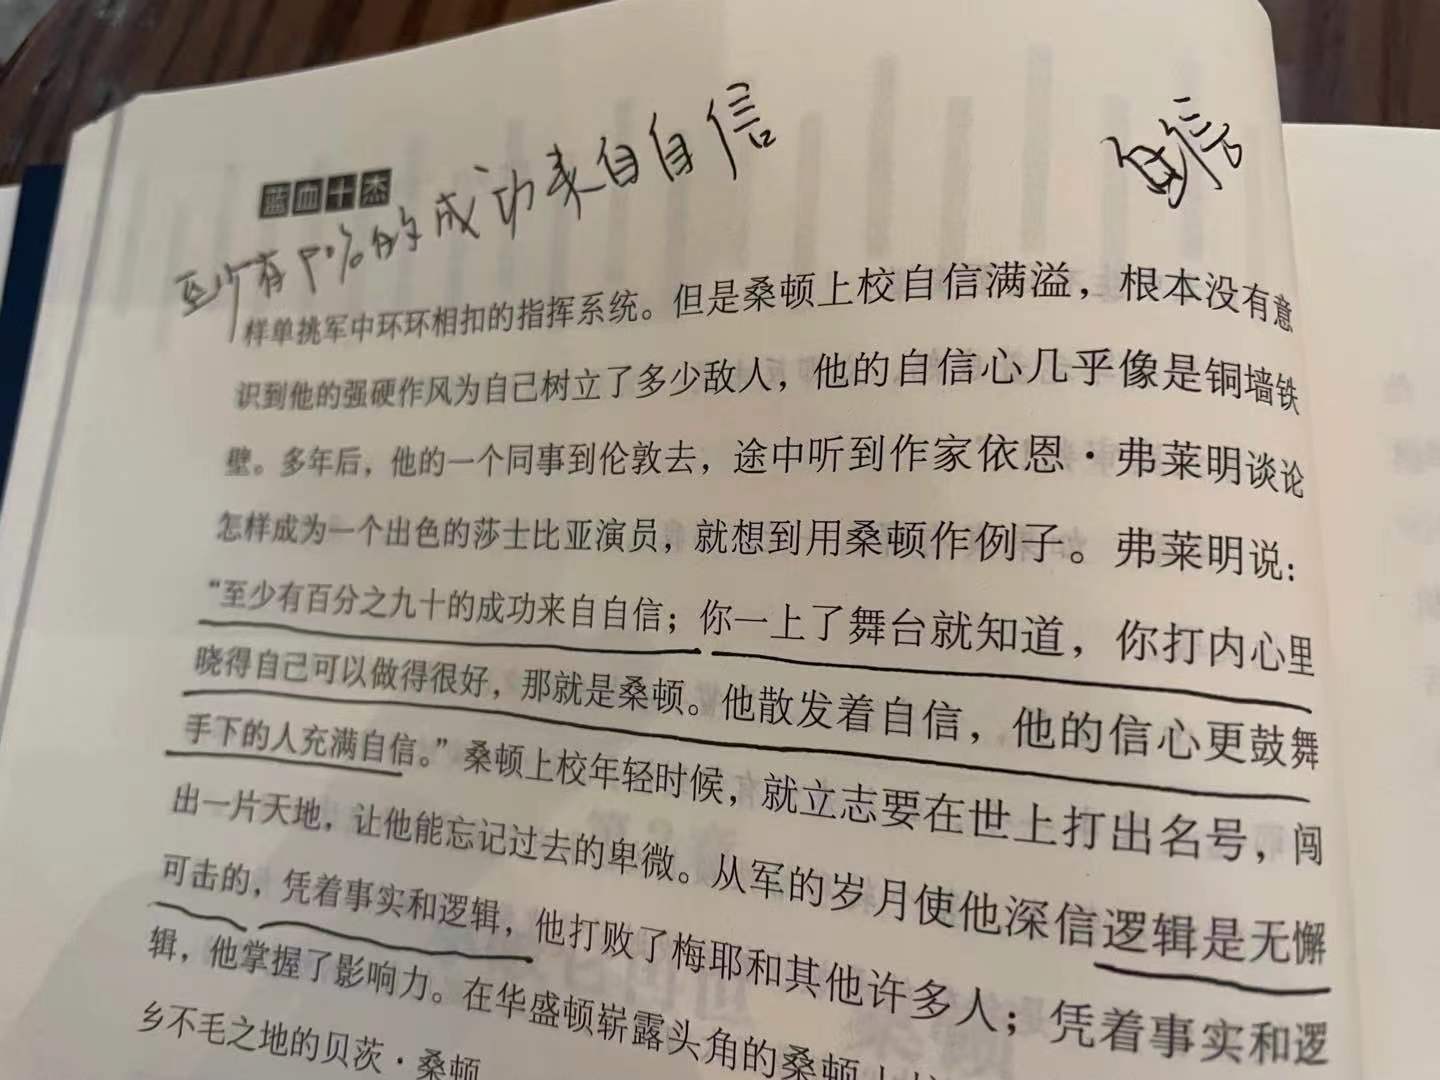 蓝血十杰
至少有90%的成功来自自信
自信
样单挑军中环环相扣的指挥系统。但是桑顿上校自信满溢，根本没有意
识到他的强硬作风为自己树立了多少敌人，他的自信心几乎像是铜墙铁
壁。多年后，他的一个同事到伦敦去，途中听到作家依恩·弗莱明谈论
怎样成为一个出色的莎士比亚演员，就想到用桑顿作例子。弗莱明说：
“至少有百分之九十的成功来自自信；你一上了舞台就知道，你打内心里
晓得自己可以做得很好，那就是桑顿。他散发着自信，他的信心更鼓舞
手下的人充满自信。”桑顿上校年轻时候，就立志要在世上打出名号，闯
出一片天地，让他能忘记过去的卑微。从军的岁月使他深信逻辑是无懈
可击的，凭着事实和逻辑，他打败了梅耶和其他许多人；凭着事实和逻
辑，他掌握了影响力。在华盛顿崭露头角的桑顿上校
乡不毛之地的贝茨·桑顿